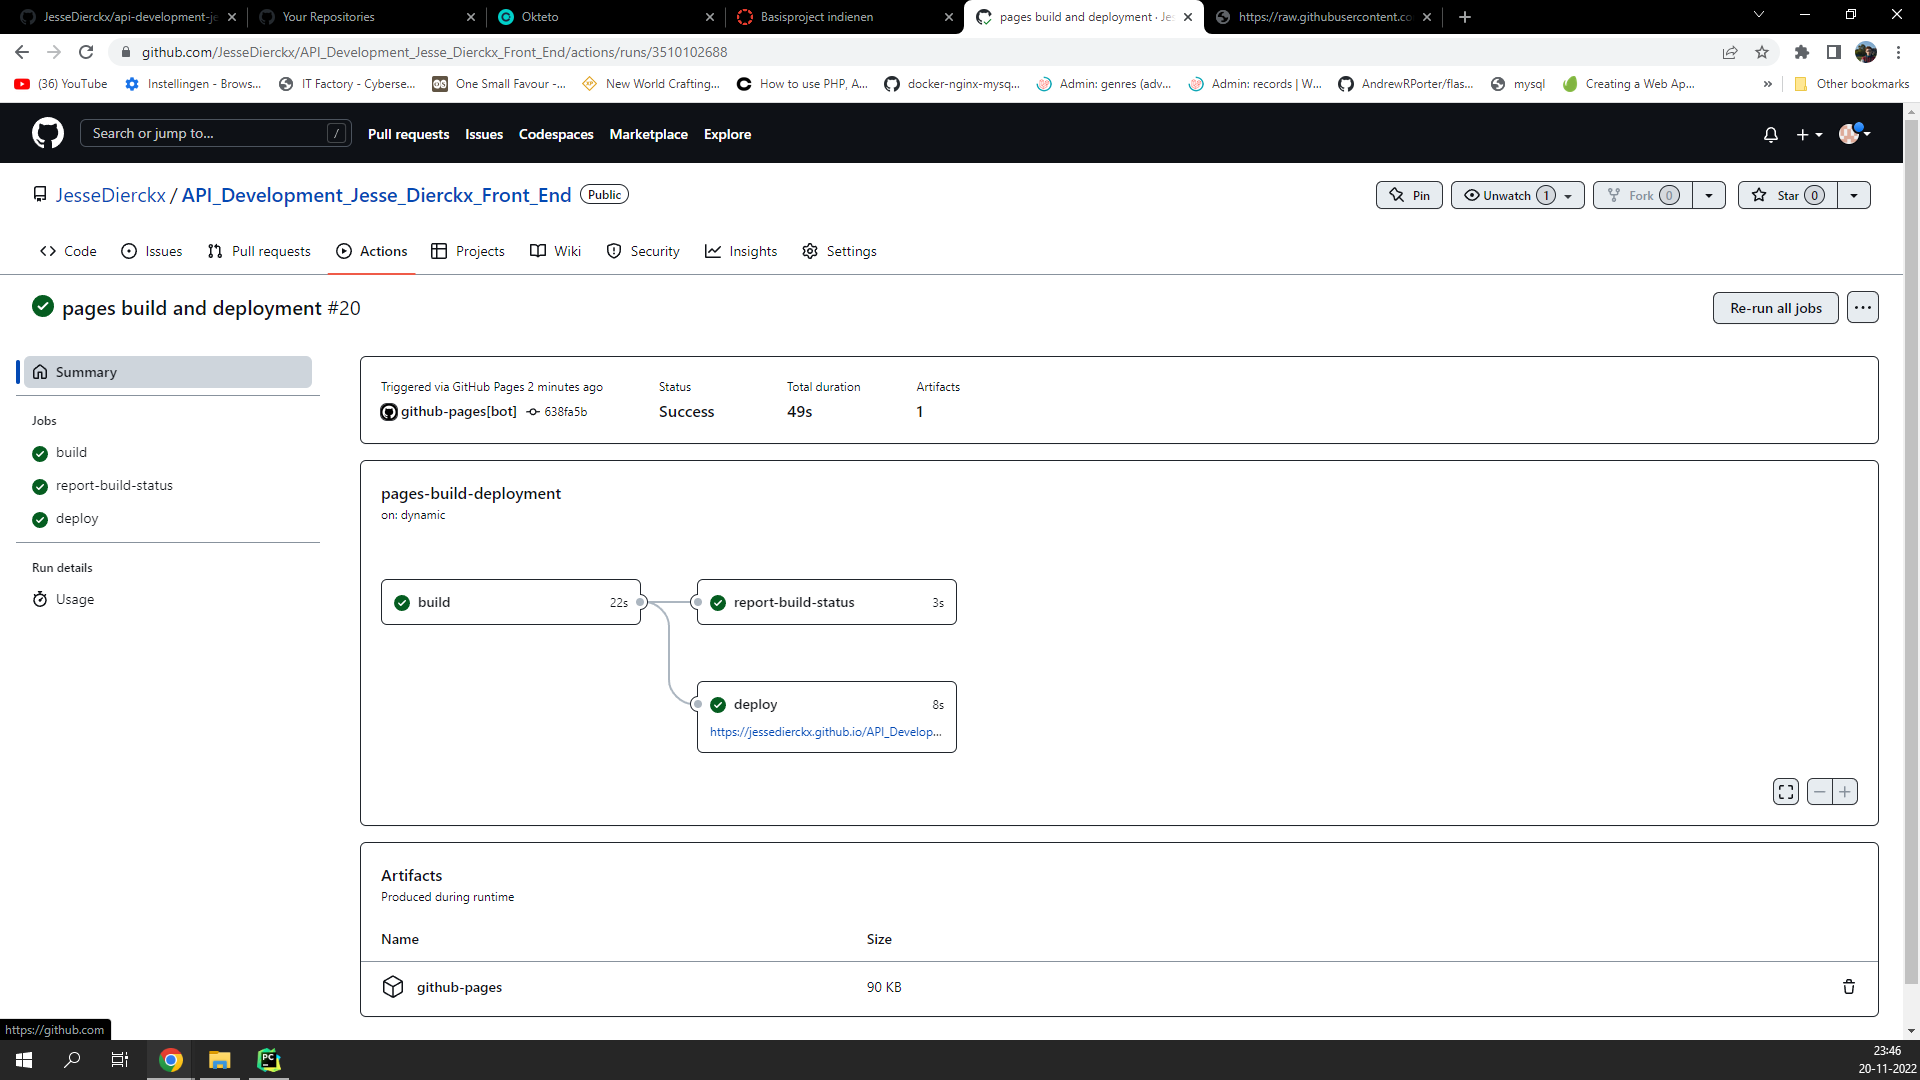 JesseDierckx/api-development-je
Your Repositories
Okteto
Basisproject indienen
pages build and deployment · Jes
https://raw.githubusercontent.co
github.com/JesseDierckx/API_Development_Jesse_Dierckx_Front_End/actions/runs/3510102688
(36) YouTube
Instellingen - Brows...
IT Factory - Cyberse...
One Small Favour -...
New World Crafting...
How to use PHP, A...
docker-nginx-mysq...
Admin: genres (adv...
Admin: records | W...
AndrewRPorter/flas...
mysql
Creating a Web Ap...
»
Other bookmarks
Search or jump to...
/
Pull requests
Issues
Codespaces
Marketplace
Explore
JesseDierckx / API_Development_Jesse_Dierckx_Front_End
Public
Pin
Unwatch 1
Fork 0
Star 0
Code
Issues
Pull requests
Actions
Projects
Wiki
Security
Insights
Settings
pages build and deployment #20
Re-run all jobs
Summary
Jobs
build
report-build-status
deploy
Run details
Usage
Triggered via GitHub Pages 2 minutes ago
github-pages[bot] 638fa5b
Status
Success
Total duration
49s
Artifacts
1
pages-build-deployment
on: dynamic
build 22s
report-build-status 3s
deploy 8s
https://jessedierckx.github.io/API_Develop...
Artifacts
Produced during runtime
Name Size
github-pages 90 KB
https://github.com
PC
23:46
20-11-2022